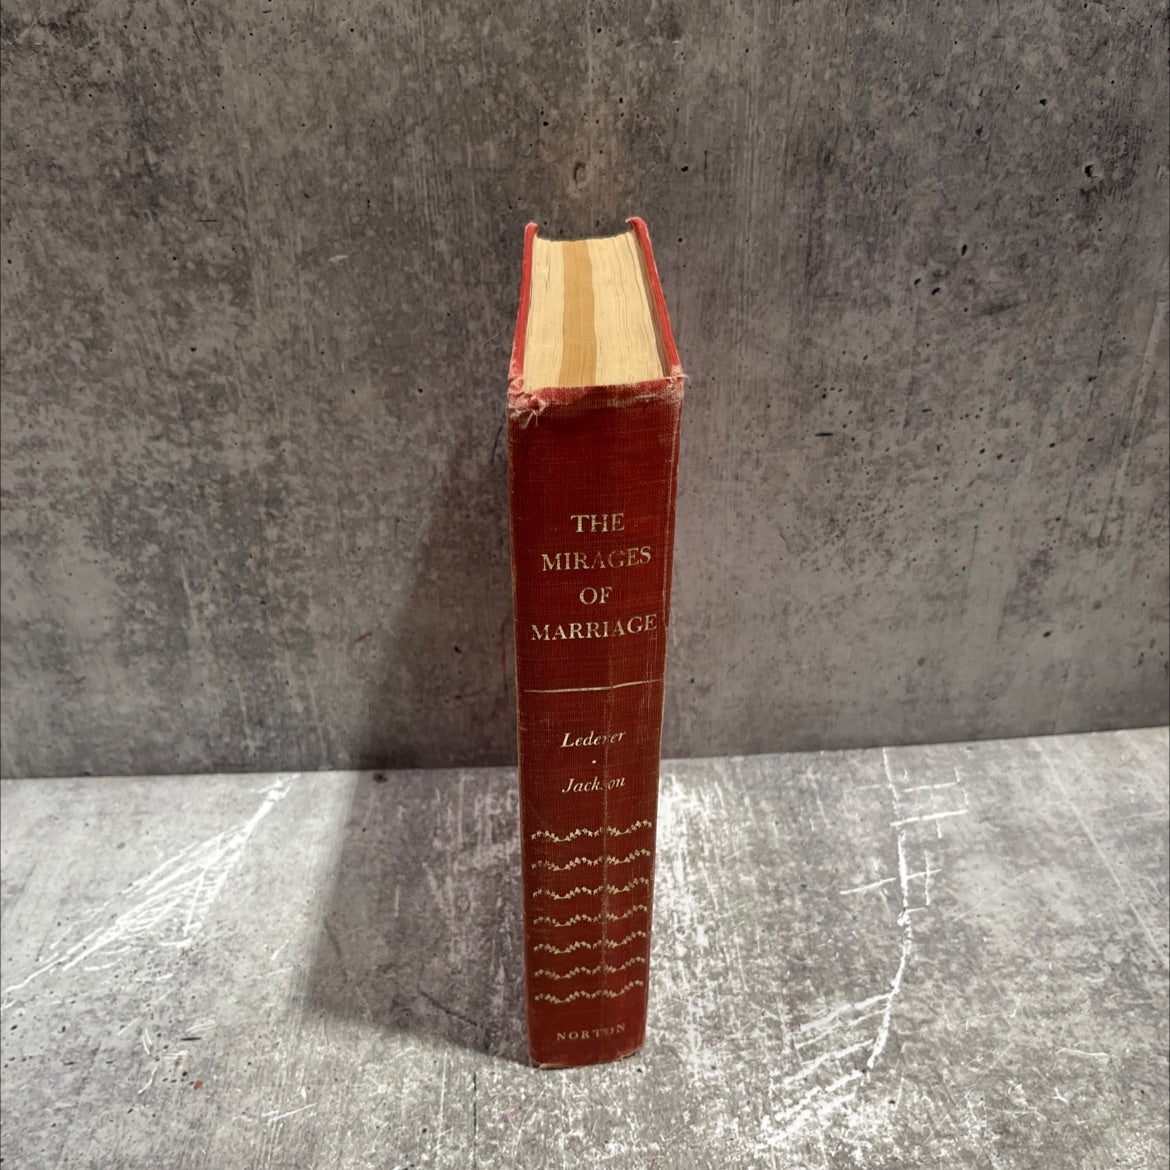 THE
MIRAGES
OF
MARRIAGE
Lederer
·
Jackson
NORTON